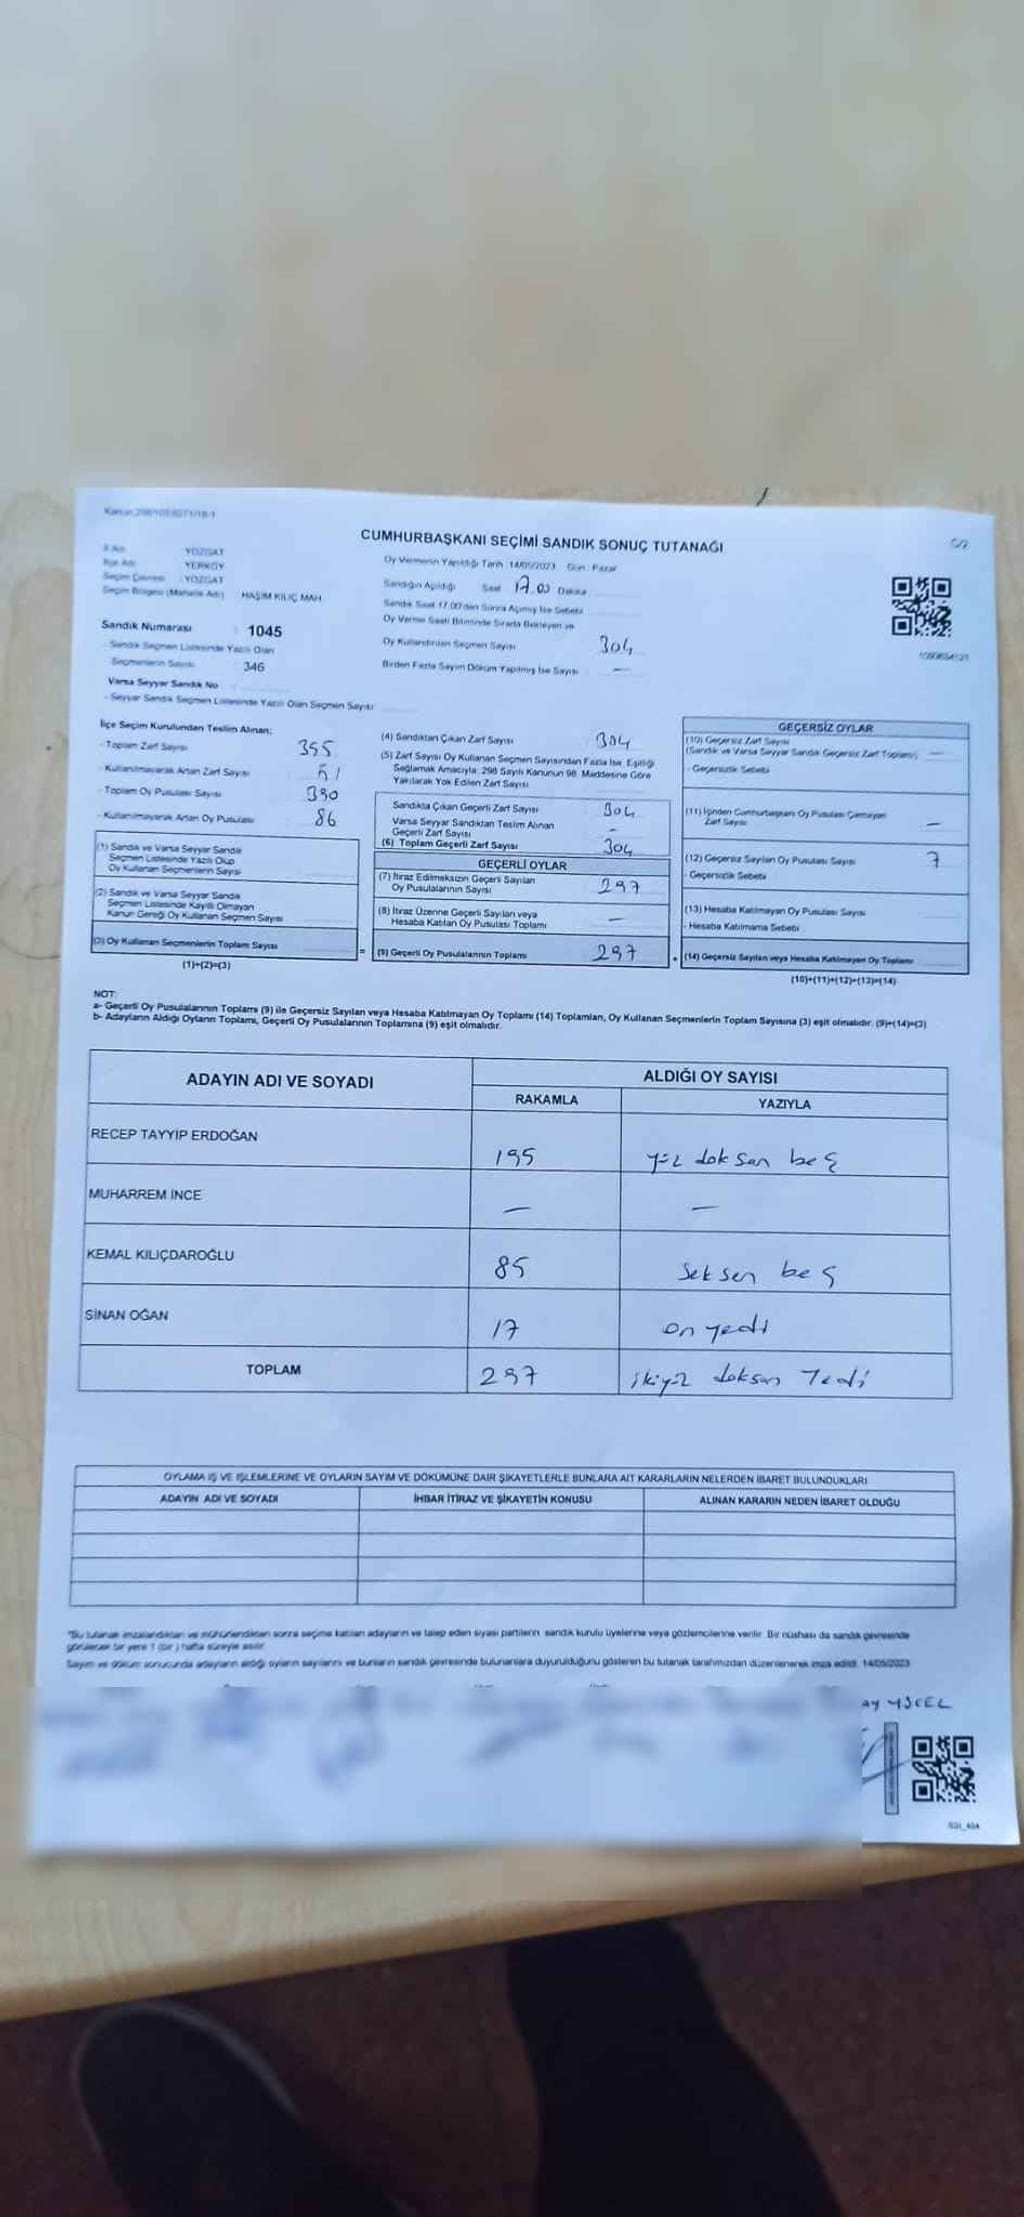 CUMHURBAŞKANI SEÇİMİ SANDIK SONUÇ TUTANAĞI
İl Adı YOZGAT
İlçe Adı YERKÖY
Seçim Çevresi YOZGAT
Seçim Bölgesi (Mahalle Adı) HAŞİM KILIÇ MAH
Oy Vermenin Yapıldığı Tarih 14/05/2023 Gün: Pazar
Sandığın Açıldığı Saat 17.00 Dakika
Sandık Saat 17.00'den Sonra Açılmış İse Sebebi
Oy Verme Saati Bitiminde Sırada Bekleyen ve
Oy Kullandırılan Seçmen Sayısı 304
Birden Fazla Sayım Döküm Yapılmış İse Sayısı —
Sandık Numarası : 1045
- Sandık Seçmen Listesinde Yazılı Olan
Seçmenlerin Sayısı 346
Varsa Seyyar Sandık No
- Seyyar Sandık Seçmen Listesinde Yazılı Olan Seçmen Sayısı
İlçe Seçim Kurulundan Teslim Alınan;
- Toplam Zarf Sayısı 355
- Kullanılmayarak Artan Zarf Sayısı 51
- Toplam Oy Pusulası Sayısı 390
- Kullanılmayarak Artan Oy Pusulası 86
(1) Sandık ve Varsa Seyyar Sandık
Seçmen Listesinde Yazılı Olup
Oy Kullanan Seçmenlerin Sayısı
(2) Sandık ve Varsa Seyyar Sandık
Seçmen Listesinde Kayıtlı Olmayan
Kanun Gereği Oy Kullanan Seçmen Sayısı
(3) Oy Kullanan Seçmenlerin Toplam Sayısı
(1)+(2)=(3)
(4) Sandıktan Çıkan Zarf Sayısı 304
(5) Zarf Sayısı Oy Kullanan Seçmen Sayısından Fazla İse, Eşitliği
Sağlamak Amacıyla, 298 Sayılı Kanunun 98. Maddesine Göre
Yakılarak Yok Edilen Zarf Sayısı
Sandıkta Çıkan Geçerli Zarf Sayısı 304
Varsa Seyyar Sandıktan Teslim Alınan
Geçerli Zarf Sayısı —
(6) Toplam Geçerli Zarf Sayısı 304
GEÇERLİ OYLAR
(7) İtiraz Edilmeksizin Geçerli Sayılan
Oy Pusulalarının Sayısı 297
(8) İtiraz Üzerine Geçerli Sayılan veya
Hesaba Katılan Oy Pusulası Toplamı —
= (9) Geçerli Oy Pusulalarının Toplamı 297
GEÇERSİZ OYLAR
(10) Geçersiz Zarf Sayısı
(Sandık ve Varsa Seyyar Sandık Geçersiz Zarf Toplamı) —
- Geçersizlik Sebebi
(11) İçinden Cumhurbaşkanı Oy Pusulası Çıkmayan
Zarf Sayısı —
(12) Geçersiz Sayılan Oy Pusulası Sayısı 7
- Geçersizlik Sebebi
(13) Hesaba Katılmayan Oy Pusulası Sayısı
- Hesaba Katılmama Sebebi
+ (14) Geçersiz Sayılan veya Hesaba Katılmayan Oy Toplamı
(10)+(11)+(12)+(13)=(14)
NOT:
a- Geçerli Oy Pusulalarının Toplamı (9) ile Geçersiz Sayılan veya Hesaba Katılmayan Oy Toplamı (14) Toplamları, Oy Kullanan Seçmenlerin Toplam Sayısına (3) eşit olmalıdır. (9)+(14)=(3)
b- Adayların Aldığı Oyların Toplamı, Geçerli Oy Pusulalarının Toplamına (9) eşit olmalıdır.
ADAYIN ADI VE SOYADI ALDIĞI OY SAYISI
RAKAMLA YAZIYLA
RECEP TAYYİP ERDOĞAN 195 yüz doksan beş
MUHARREM İNCE — —
KEMAL KILIÇDAROĞLU 85 Seksen beş
SİNAN OĞAN 17 on yedi
TOPLAM 297 ikiyüz doksan Yedi
OYLAMA İŞ VE İŞLEMLERİNE VE OYLARIN SAYIM VE DÖKÜMÜNE DAİR ŞİKAYETLERLE BUNLARA AİT KARARLARIN NELERDEN İBARET BULUNDUKLARI
ADAYIN ADI VE SOYADI İHBAR İTİRAZ VE ŞİKAYETİN KONUSU ALINAN KARARIN NEDEN İBARET OLDUĞU
"Bu tutanak imzalandıktan ve mühürlendikten sonra seçime katılan adayların ve talep eden siyasi partilerin sandık kurulu üyelerine veya gözlemcilerine verilir. Bir nüshası da sandık çevresinde
görülecek bir yere 1 (bir) hafta süreyle asılır.
Sayım ve döküm sonucunda adayların aldığı oyların sayılarını ve bunların sandık çevresinde bulunanlara duyurulduğunu gösteren bu tutanak tarafımızdan düzenlenerek imza edildi. 14/05/2023
ay YÜCEL